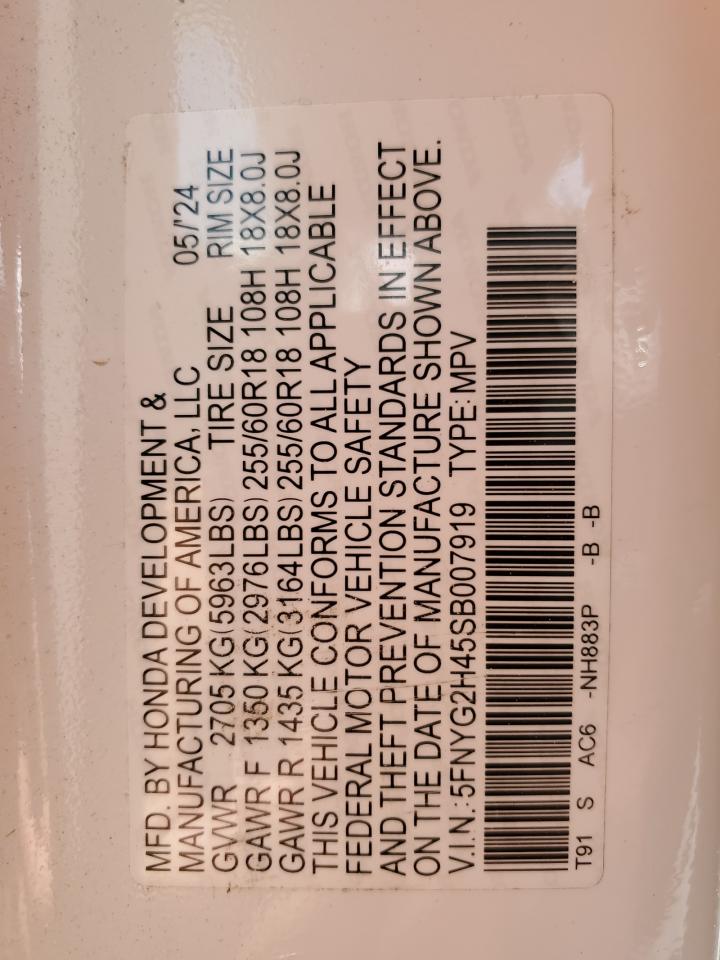 MFD. BY HONDA DEVELOPMENT &
MANUFACTURING OF AMERICA, LLC 05/'24
GVWR 2705 KG(5963LBS) TIRE SIZE RIM SIZE
GAWR F 1350 KG(2976LBS) 255/60R18 108H 18X8.0J
GAWR R 1435 KG(3164LBS) 255/60R18 108H 18X8.0J
THIS VEHICLE CONFORMS TO ALL APPLICABLE
FEDERAL MOTOR VEHICLE SAFETY
AND THEFT PREVENTION STANDARDS IN EFFECT
ON THE DATE OF MANUFACTURE SHOWN ABOVE.
V.I.N.: 5FNYG2H45SB007919 TYPE: MPV
T91 S AC6 -NH883P -B -B